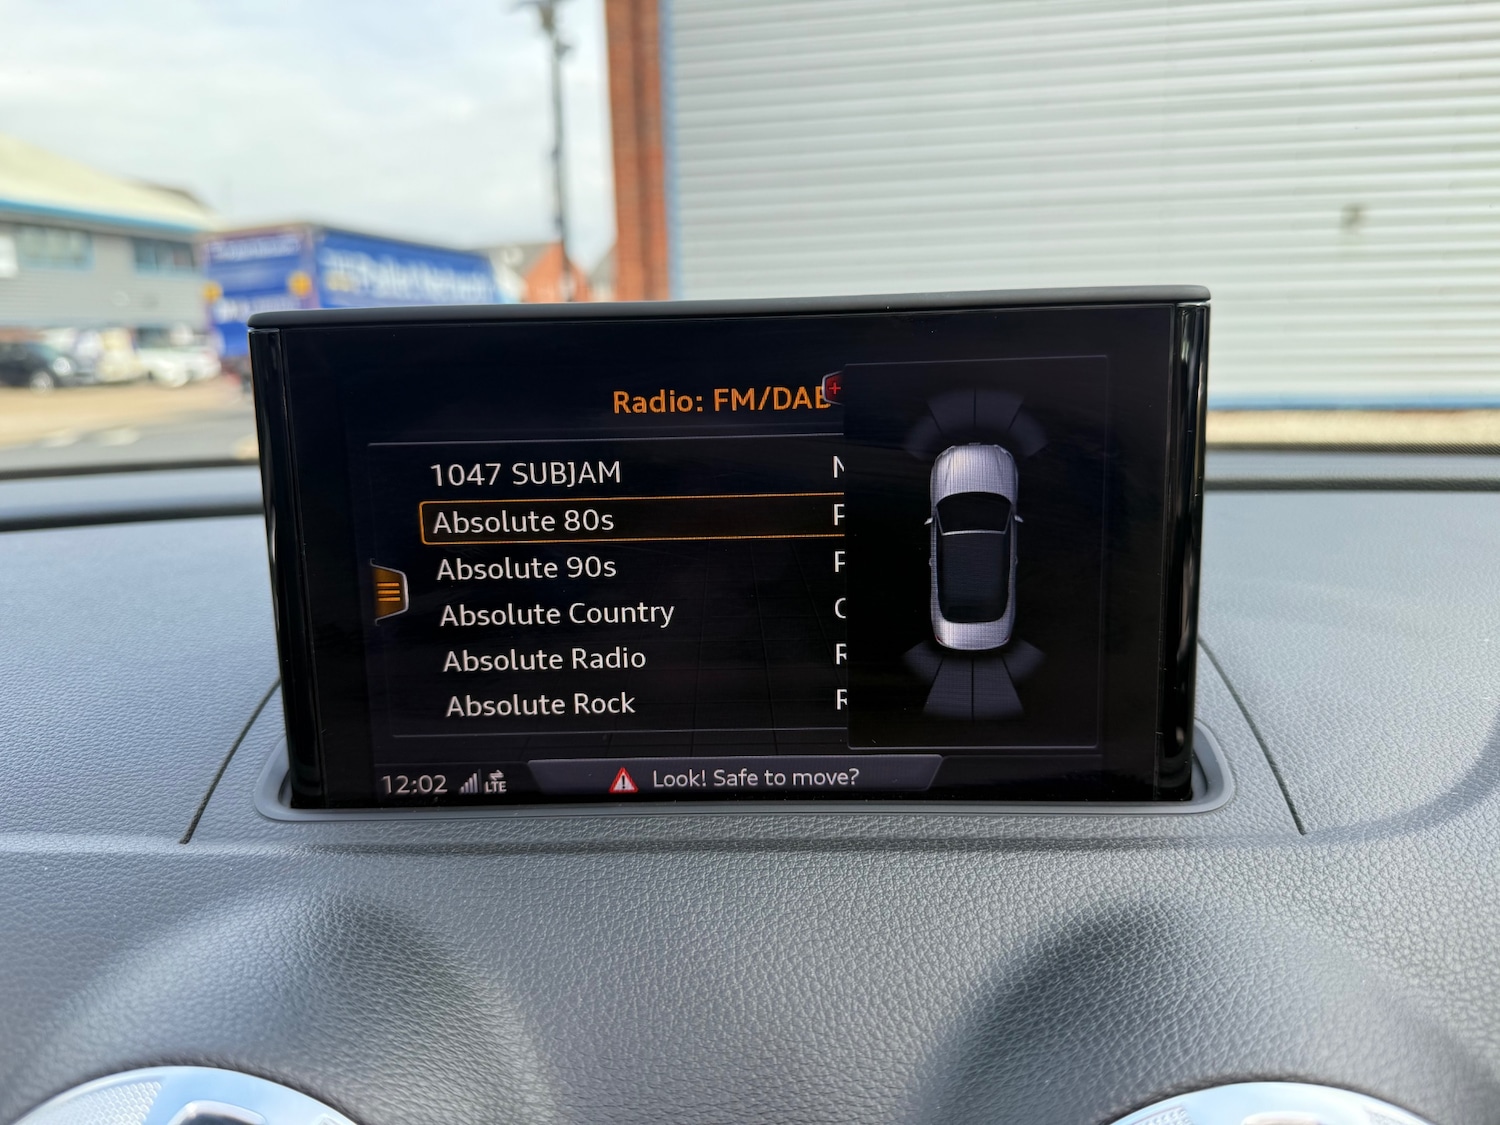 Radio: FM/DAB
1047 SUBJAM N
Absolute 80s P
Absolute 90s P
Absolute Country C
Absolute Radio R
Absolute Rock R
12:02 LTE Look! Safe to move?